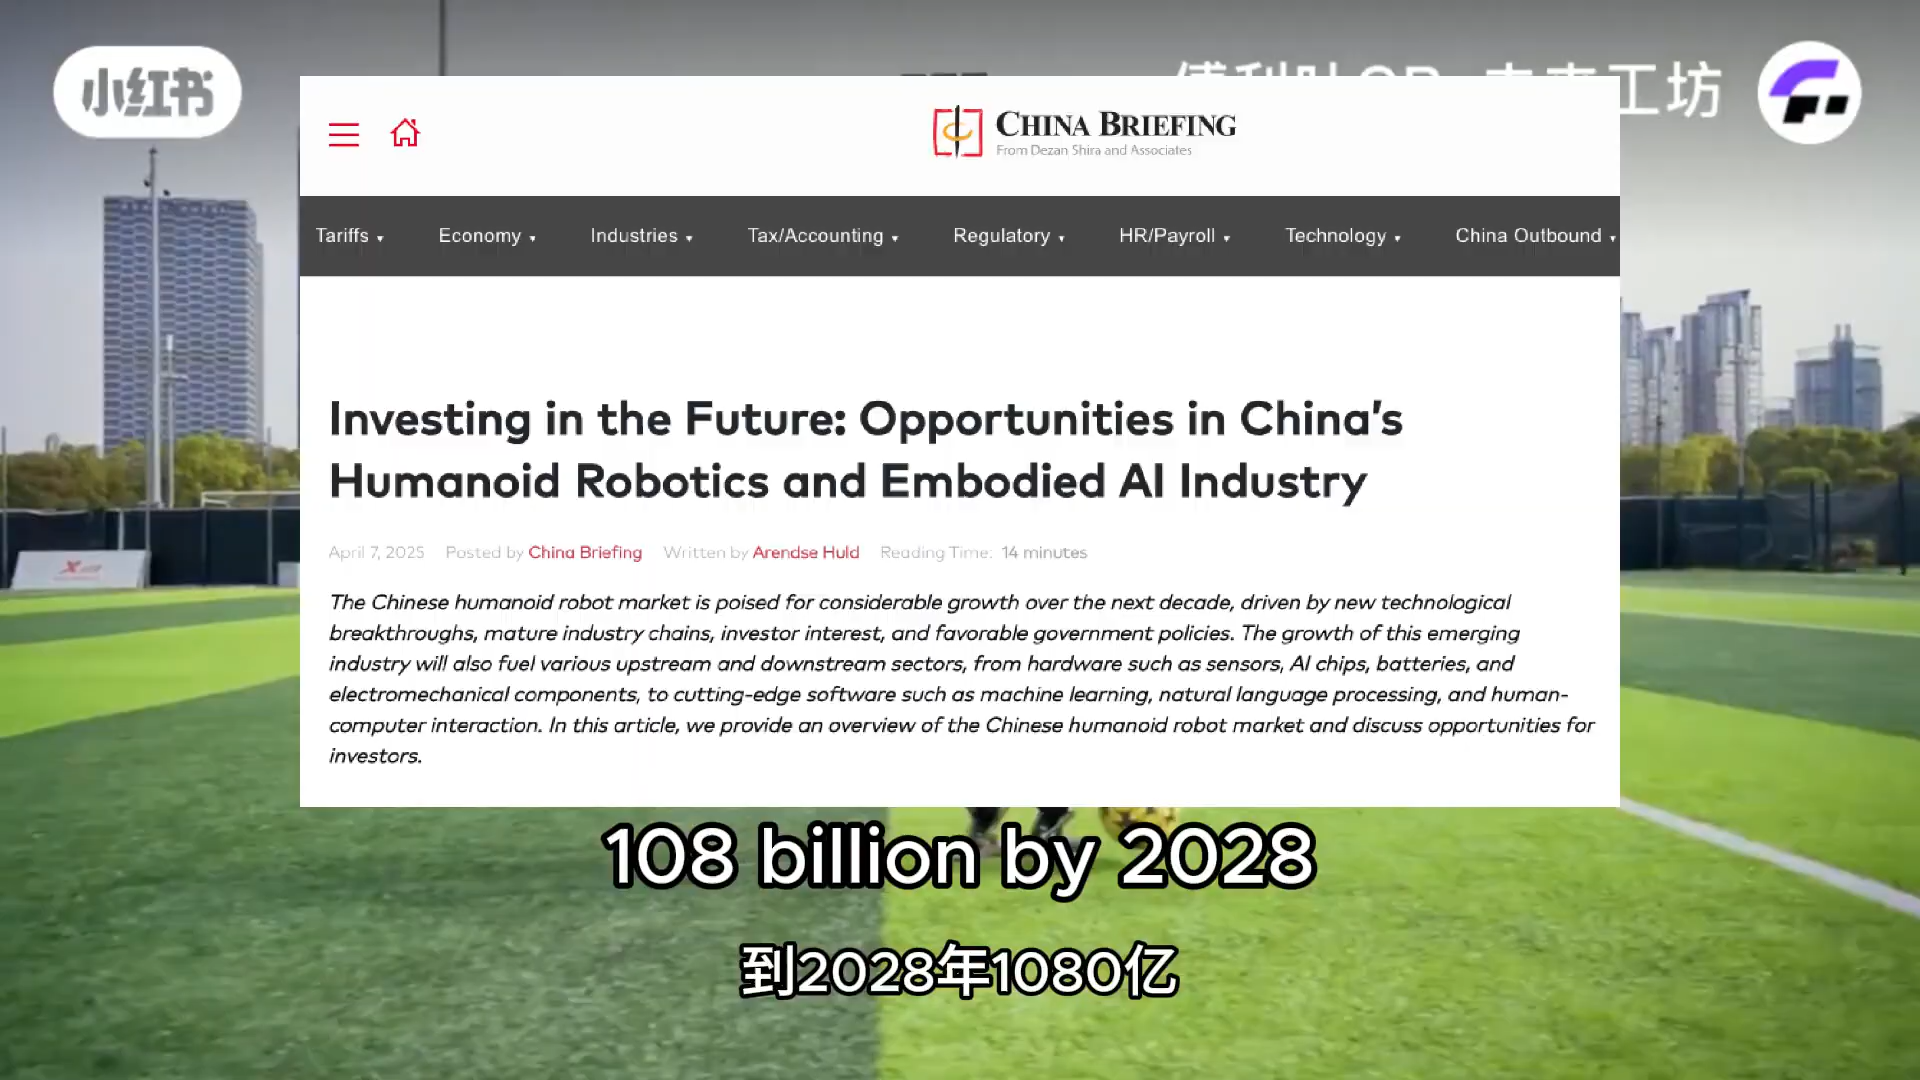 小红书
工坊
CHINA BRIEFING
From Dezan Shira and Associates
Tariffs Economy Industries Tax/Accounting Regulatory HR/Payroll Technology China Outbound
Investing in the Future: Opportunities in China's
Humanoid Robotics and Embodied AI Industry
April 7, 2025 Posted by China Briefing Written by Arendse Huld Reading Time: 14 minutes
The Chinese humanoid robot market is poised for considerable growth over the next decade, driven by new technological
breakthroughs, mature industry chains, investor interest, and favorable government policies. The growth of this emerging
industry will also fuel various upstream and downstream sectors, from hardware such as sensors, AI chips, batteries, and
electromechanical components, to cutting-edge software such as machine learning, natural language processing, and human-
computer interaction. In this article, we provide an overview of the Chinese humanoid robot market and discuss opportunities for
investors.
108 billion by 2028
到2028年1080亿